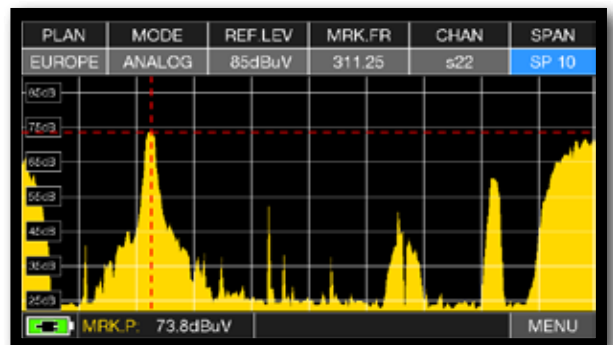 PLAN MODE REF.LEV MRK.FR CHAN SPAN
EUROPE ANALOG 85dBuV 311.25 s22 SP 10
85dB
75dB
65dB
55dB
45dB
35dB
25dB
MRK.P: 73.8dBuV MENU